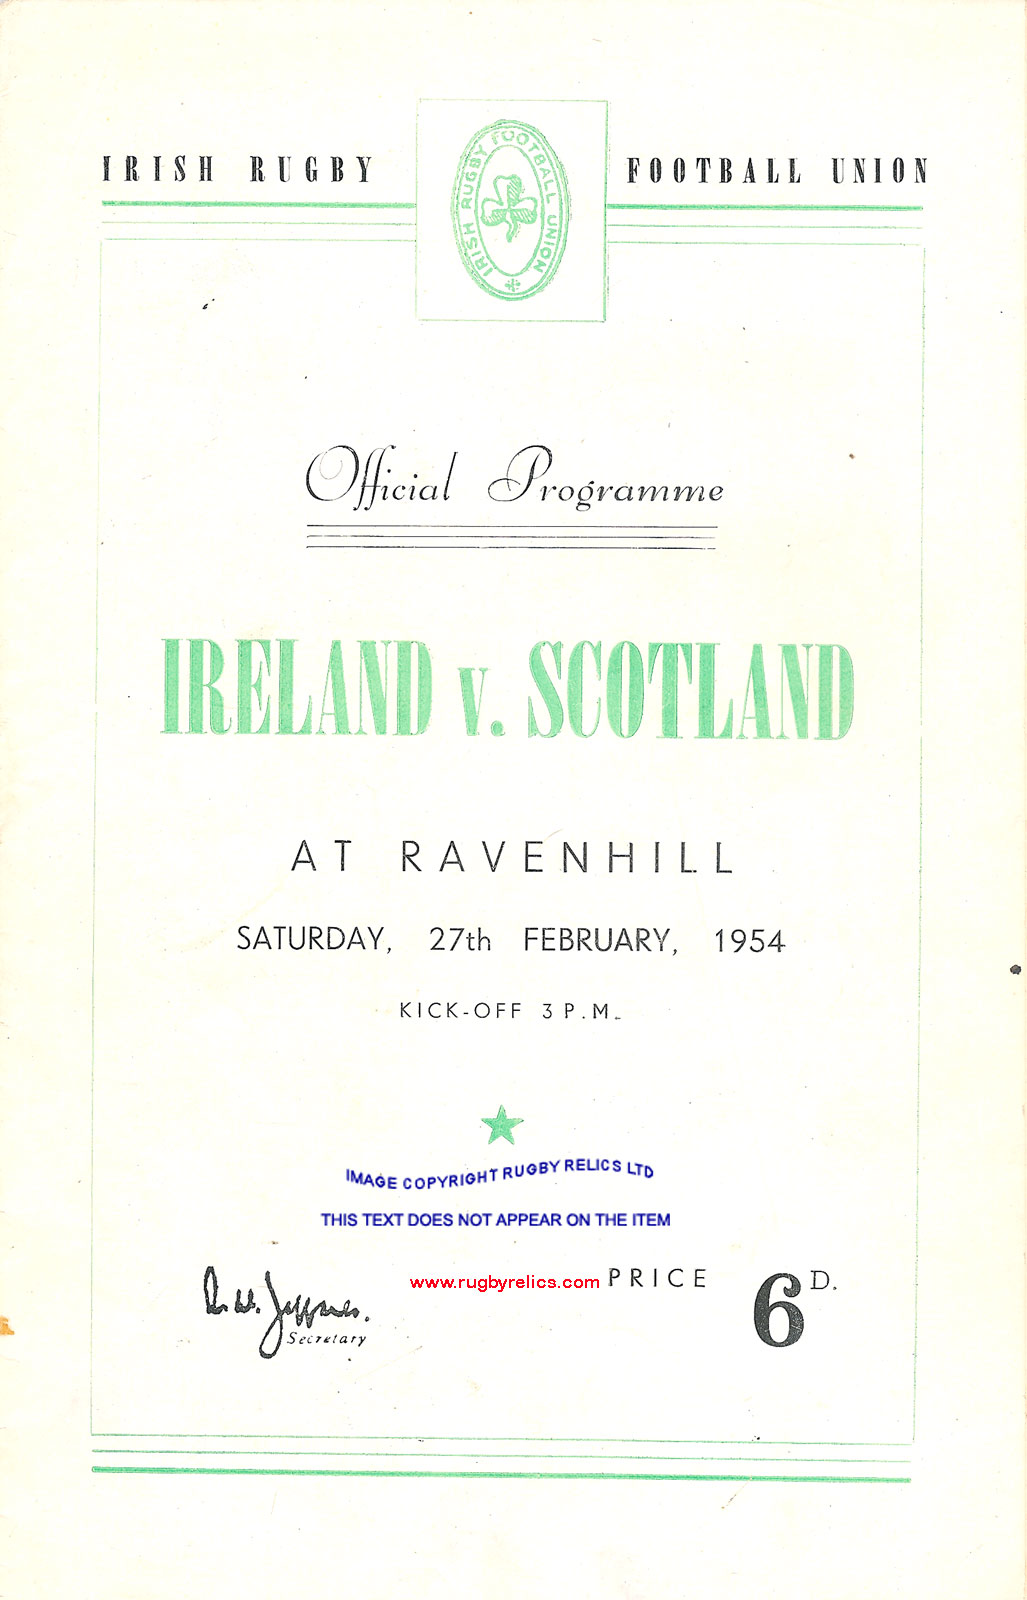 IRISH RUGBY FOOTBALL UNION
IRISH RUGBY FOOTBALL UNION
Official Programme
IRELAND v. SCOTLAND
AT RAVENHILL
SATURDAY, 27th FEBRUARY, 1954
KICK-OFF 3 P.M.
IMAGE COPYRIGHT RUGBY RELICS LTD
THIS TEXT DOES NOT APPEAR ON THE ITEM
www.rugbyrelics.com
PRICE 6D.
Secretary